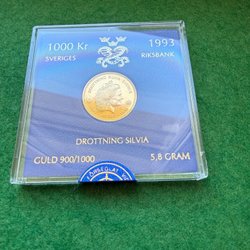 1000 Kr 1993
SVERIGES RIKSBANK
DROTTNING SILVIA
GULD 900/1000 5,8 GRAM